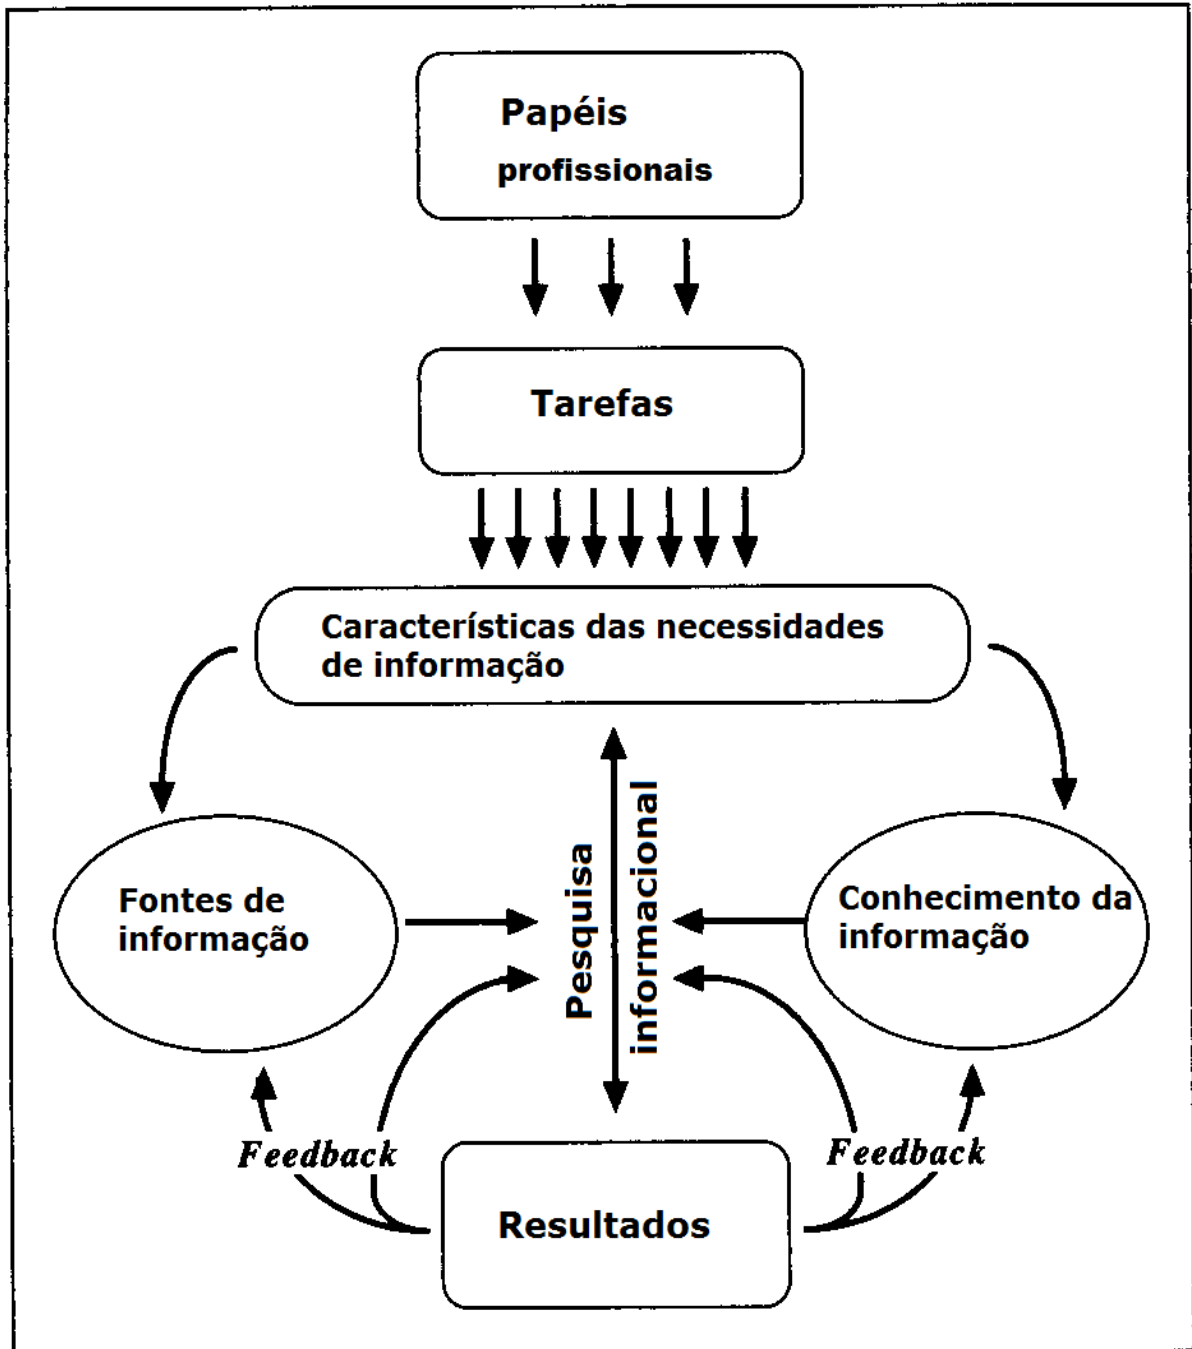 Papéis
profissionais
Tarefas
Características das necessidades
de informação
Fontes de
informação
Pesquisa
informacional
Conhecimento da
informação
Feedback
Feedback
Resultados